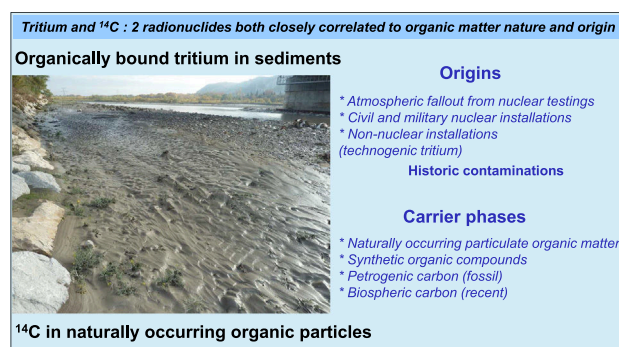 Tritium and ¹⁴C : 2 radionuclides both closely correlated to organic matter nature and origin
Organically bound tritium in sediments
Origins
* Atmospheric fallout from nuclear testings
* Civil and military nuclear installations
* Non-nuclear installations
(technogenic tritium)
Historic contaminations
Carrier phases
* Naturally occurring particulate organic matter
* Synthetic organic compounds
* Petrogenic carbon (fossil)
* Biospheric carbon (recent)
¹⁴C in naturally occurring organic particles